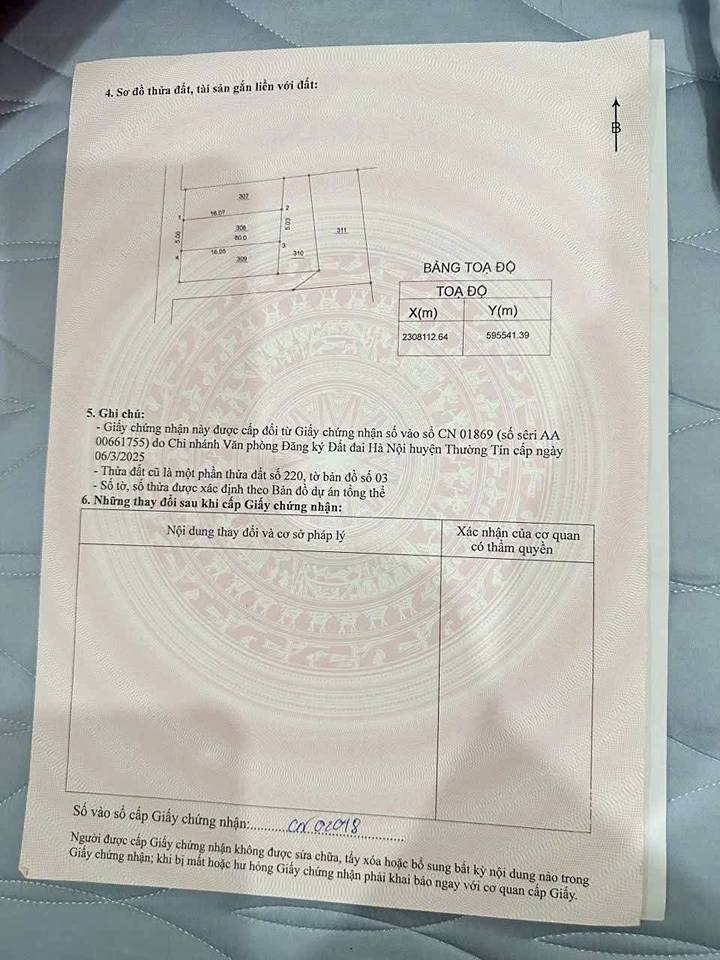 4. Sơ đồ thửa đất, tài sản gắn liền với đất:
B
307
16.07
1
2
5.00
308
80.0
5.03
311
16.05
3
4
309
310
BẢNG TOẠ ĐỘ
TOẠ ĐỘ
X(m) Y(m)
2308112.64 595541.39
5. Ghi chú:
- Giấy chứng nhận này được cấp đổi từ Giấy chứng nhận số vào sổ CN 01869 (số sêri AA
00661755) do Chi nhánh Văn phòng Đăng ký Đất đai Hà Nội huyện Thường Tín cấp ngày
06/3/2025
- Thửa đất cũ là một phần thửa đất số 220, tờ bản đồ số 03
- Số tờ, số thửa được xác định theo Bản đồ dự án tổng thể
6. Những thay đổi sau khi cấp Giấy chứng nhận:
Nội dung thay đổi và cơ sở pháp lý
Xác nhận của cơ quan
có thẩm quyền
Số vào sổ cấp Giấy chứng nhận: CN 02018
Người được cấp Giấy chứng nhận không được sửa chữa, tẩy xóa hoặc bổ sung bất kỳ nội dung nào trong
Giấy chứng nhận; khi bị mất hoặc hư hỏng Giấy chứng nhận phải khai báo ngay với cơ quan cấp Giấy.